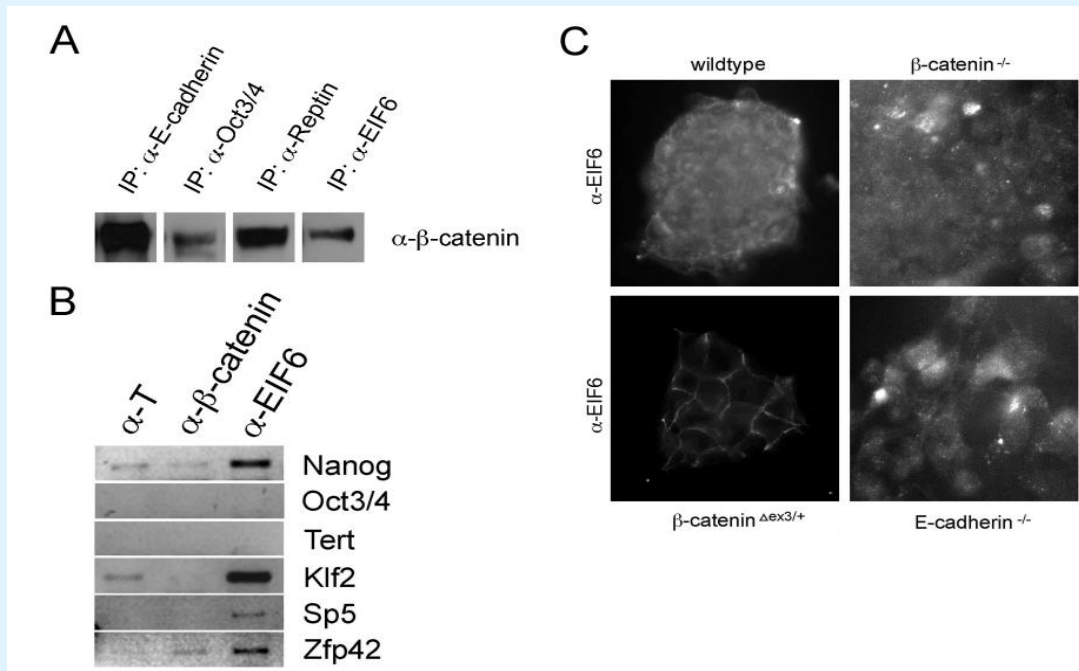 A
IP: α-E-cadherin
IP: α-Oct3/4
IP: α-Reptin
IP: α-EIF6
α-β-catenin
B
α-T
α-β-catenin
α-EIF6
Nanog
Oct3/4
Tert
Klf2
Sp5
Zfp42
C
wildtype
β-catenin -/-
α-EIF6
α-EIF6
β-catenin Δex3/+
E-cadherin -/-